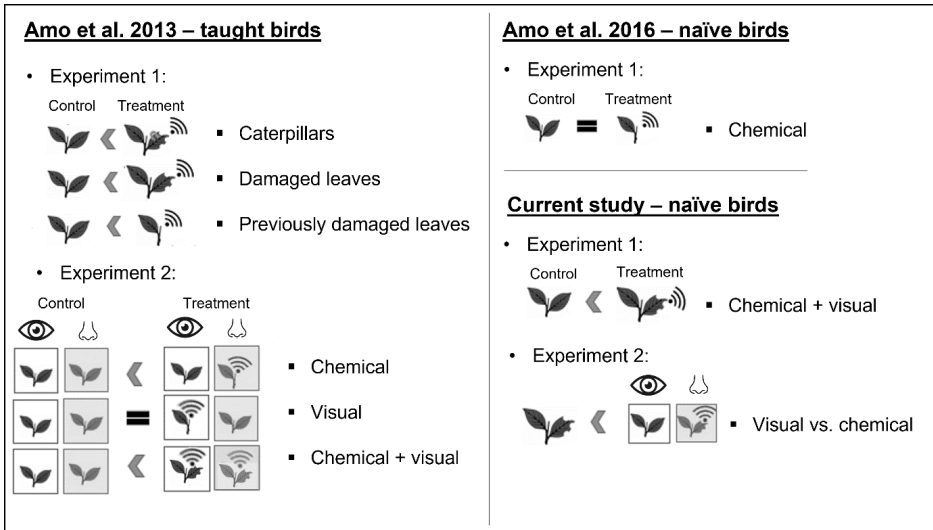 Amo et al. 2013 – taught birds
• Experiment 1:
Control Treatment
▪ Caterpillars
▪ Damaged leaves
▪ Previously damaged leaves
• Experiment 2:
Control Treatment
▪ Chemical
▪ Visual
▪ Chemical + visual
Amo et al. 2016 – naïve birds
• Experiment 1:
Control Treatment
▪ Chemical
Current study – naïve birds
• Experiment 1:
Control Treatment
▪ Chemical + visual
• Experiment 2:
▪ Visual vs. chemical